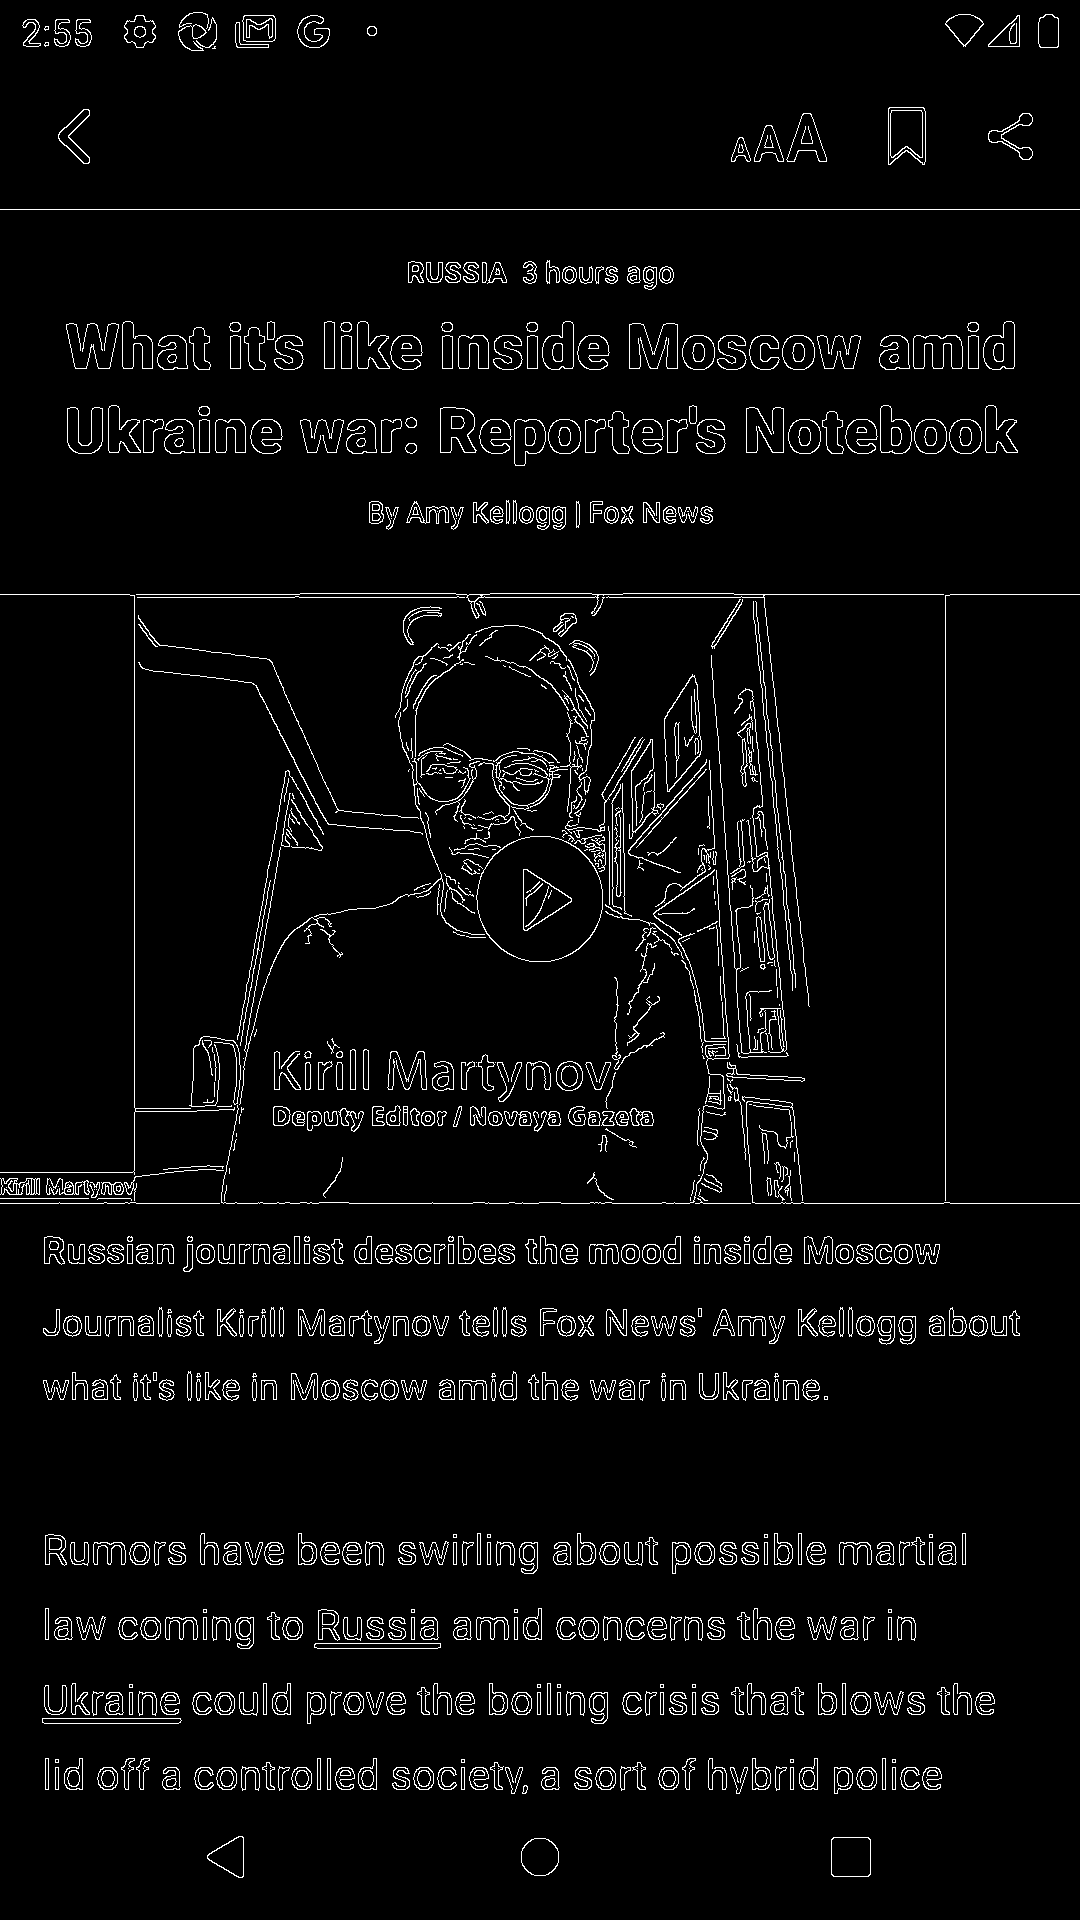 2:55
AAA
RUSSIA 3 hours ago
What it's like inside Moscow amid
Ukraine war: Reporter's Notebook
By Amy Kellogg | Fox News
Kirill Martynov
Deputy Editor / Novaya Gazeta
Kirill Martynov
Russian journalist describes the mood inside Moscow
Journalist Kirill Martynov tells Fox News' Amy Kellogg about
what it's like in Moscow amid the war in Ukraine.
Rumors have been swirling about possible martial
law coming to Russia amid concerns the war in
Ukraine could prove the boiling crisis that blows the
lid off a controlled society, a sort of hybrid police